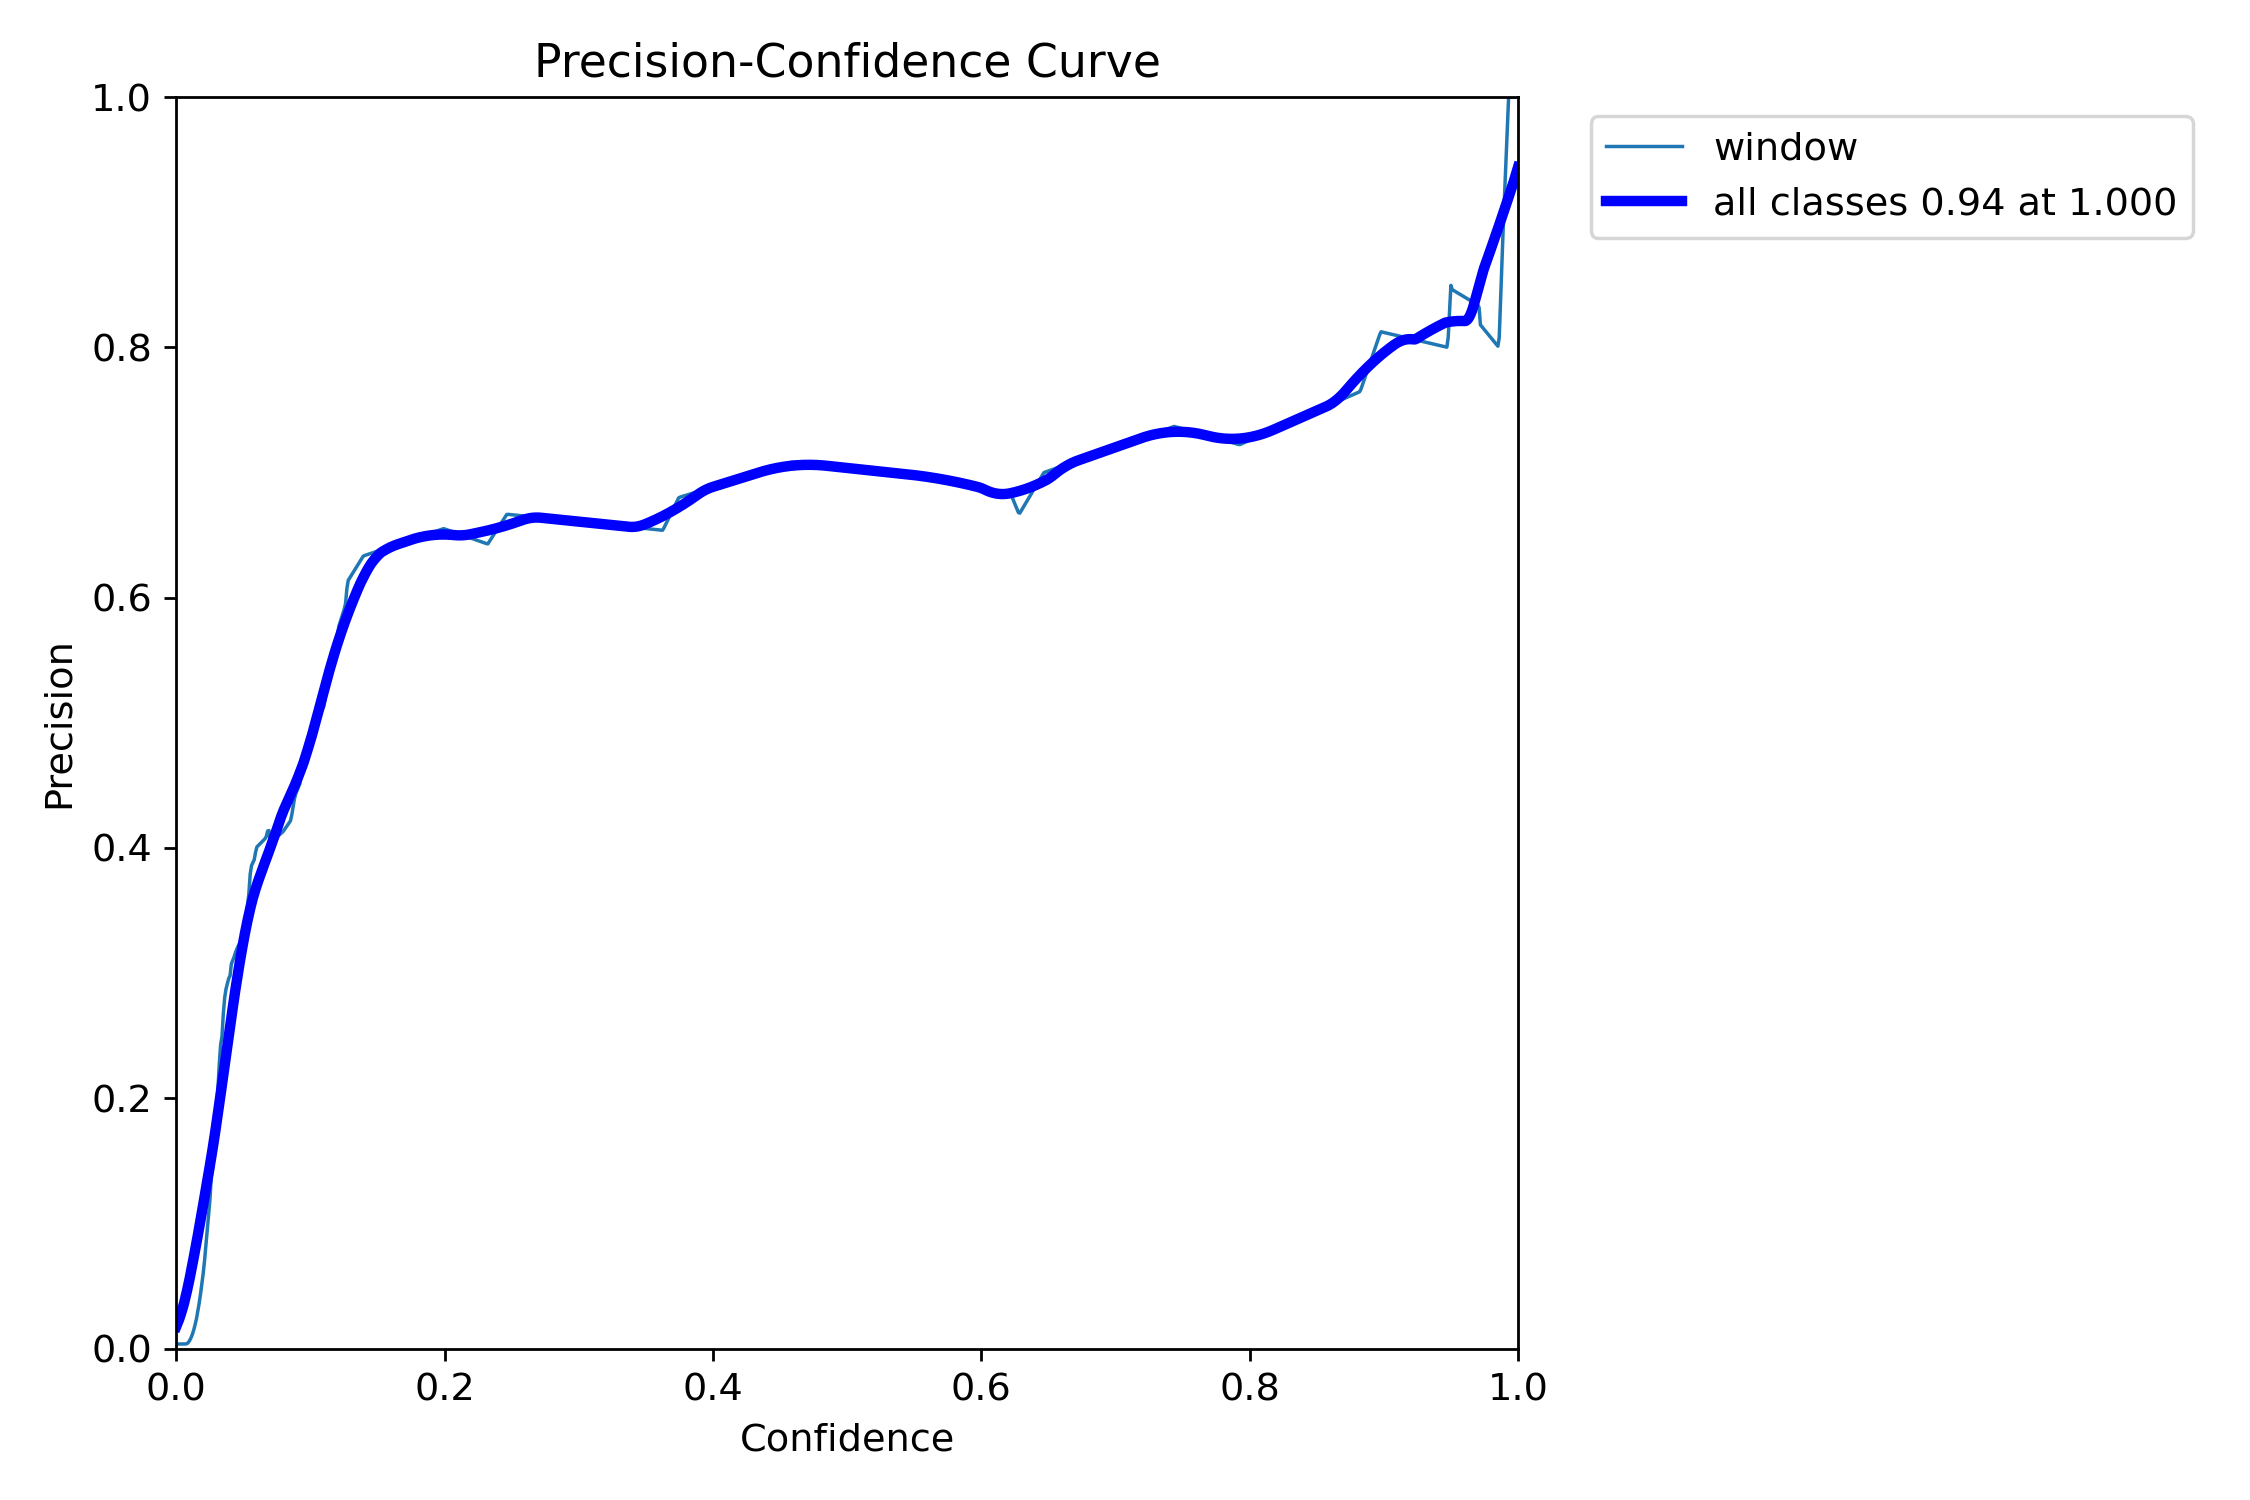 Precision-Confidence Curve
window
all classes 0.94 at 1.000
Precision
1.0
0.8
0.6
0.4
0.2
0.0
0.0 0.2 0.4 0.6 0.8 1.0
Confidence